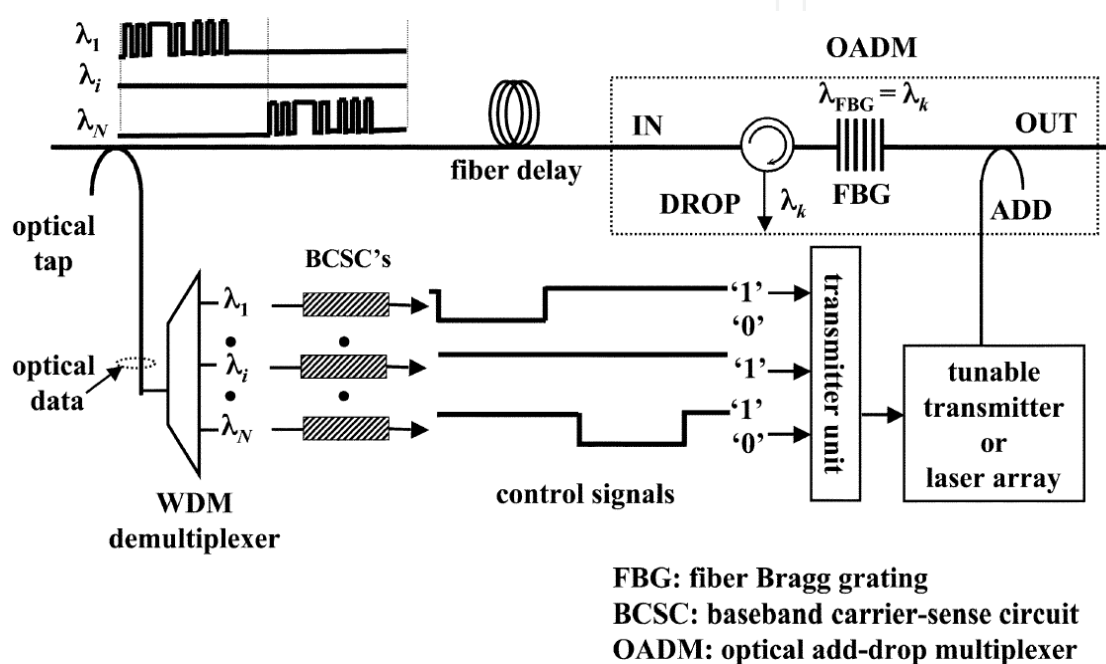 λ1
λi
λN
OADM
λFBG = λk
IN
OUT
fiber delay
DROP
λk
FBG
ADD
optical
tap
BCSC's
λ1
λi
λN
optical
data
'1'
'0'
'1'
'1'
'0'
transmitter unit
tunable
transmitter
or
laser array
WDM
demultiplexer
control signals
FBG: fiber Bragg grating
BCSC: baseband carrier-sense circuit
OADM: optical add-drop multiplexer